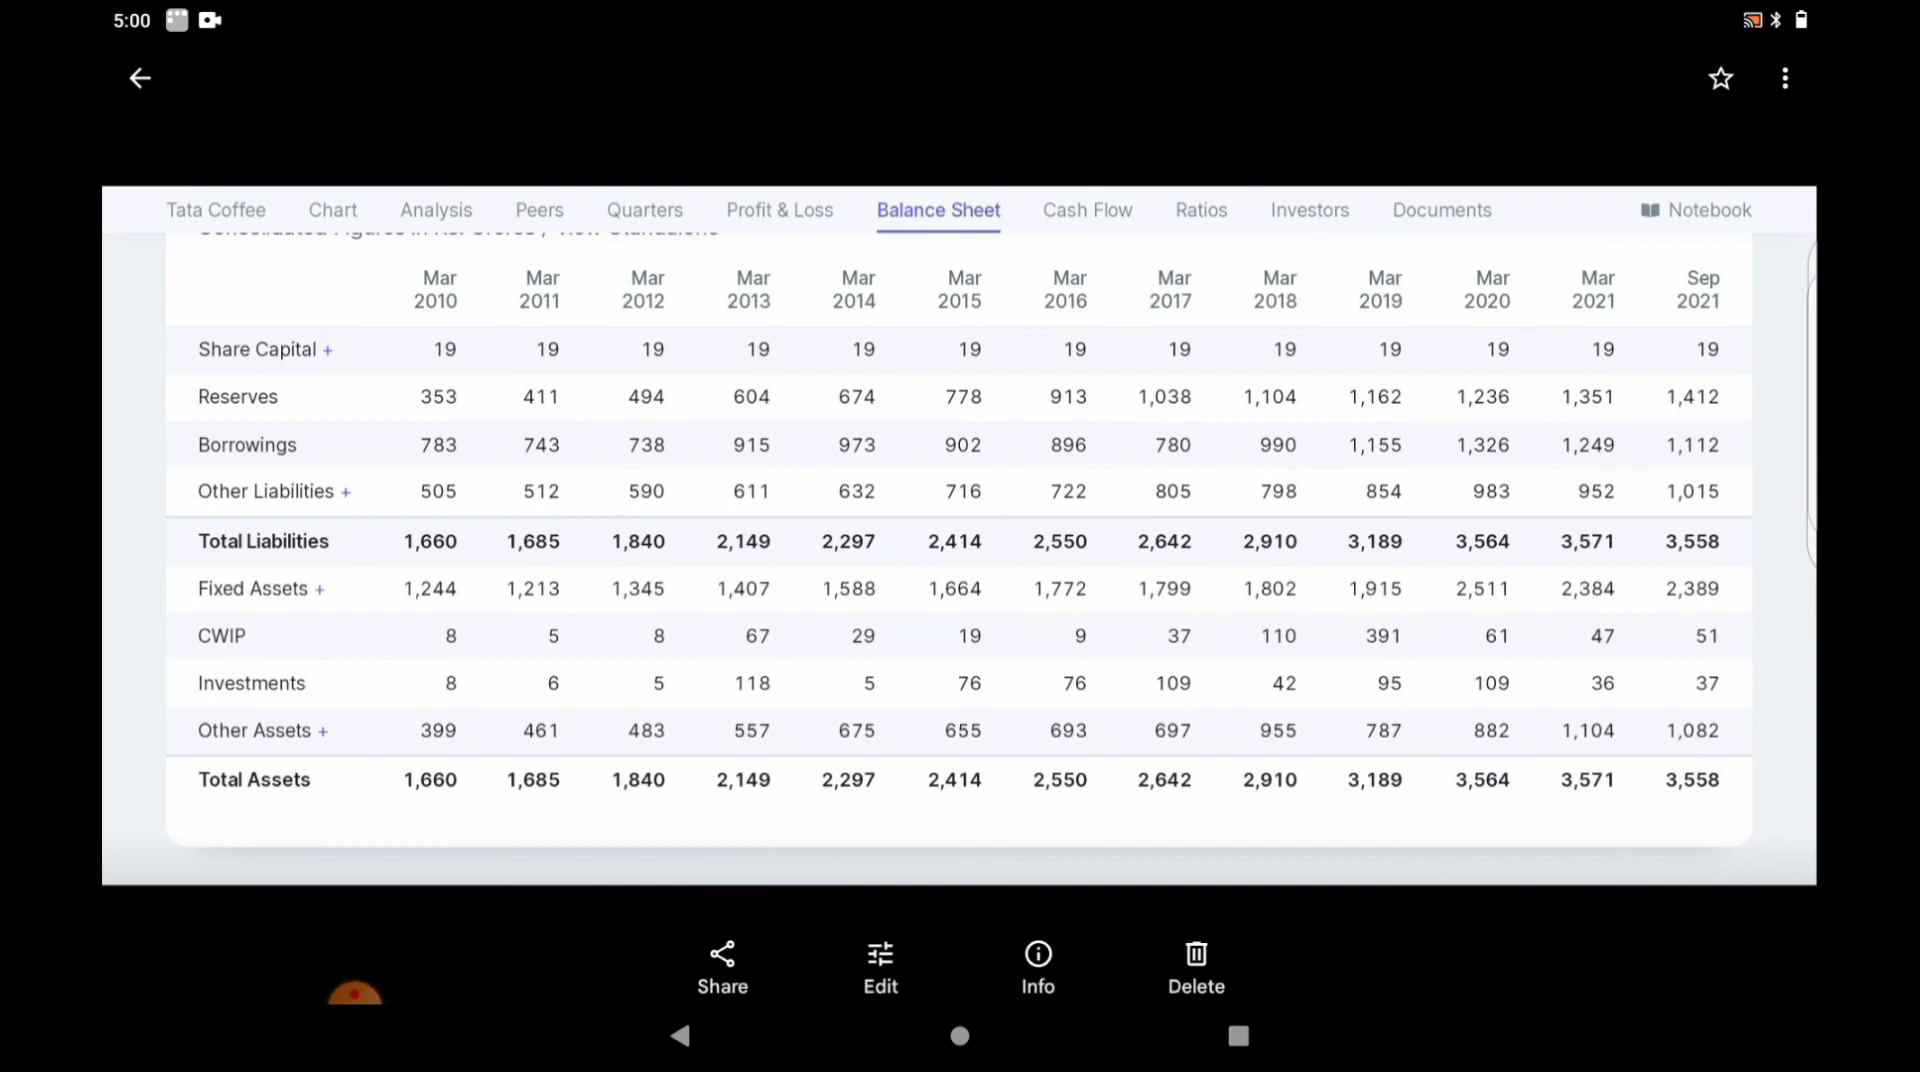 5:00
Tata Coffee Chart Analysis Peers Quarters Profit & Loss Balance Sheet Cash Flow Ratios Investors Documents Notebook
Mar Mar Mar Mar Mar Mar Mar Mar Mar Mar Mar Mar Sep
2010 2011 2012 2013 2014 2015 2016 2017 2018 2019 2020 2021 2021
Share Capital + 19 19 19 19 19 19 19 19 19 19 19 19 19
Reserves 353 411 494 604 674 778 913 1,038 1,104 1,162 1,236 1,351 1,412
Borrowings 783 743 738 915 973 902 896 780 990 1,155 1,326 1,249 1,112
Other Liabilities + 505 512 590 611 632 716 722 805 798 854 983 952 1,015
Total Liabilities 1,660 1,685 1,840 2,149 2,297 2,414 2,550 2,642 2,910 3,189 3,564 3,571 3,558
Fixed Assets + 1,244 1,213 1,345 1,407 1,588 1,664 1,772 1,799 1,802 1,915 2,511 2,384 2,389
CWIP 8 5 8 67 29 19 9 37 110 391 61 47 51
Investments 8 6 5 118 5 76 76 109 42 95 109 36 37
Other Assets + 399 461 483 557 675 655 693 697 955 787 882 1,104 1,082
Total Assets 1,660 1,685 1,840 2,149 2,297 2,414 2,550 2,642 2,910 3,189 3,564 3,571 3,558
Share Edit Info Delete